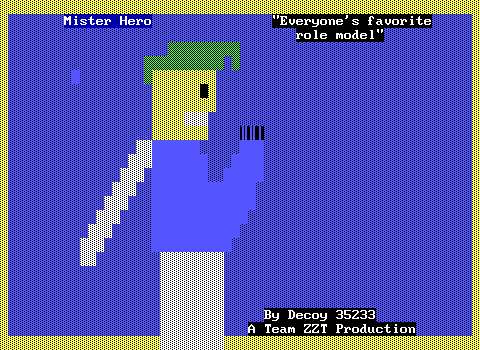 Mister Hero
"Everyone's favorite
role model"
By Decoy 35233
A Team ZZT Production